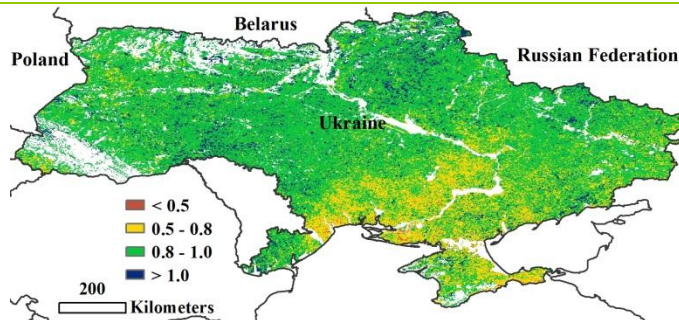 Belarus
Poland
Russian Federation
Ukraine
< 0.5
0.5 - 0.8
0.8 - 1.0
> 1.0
200
Kilometers